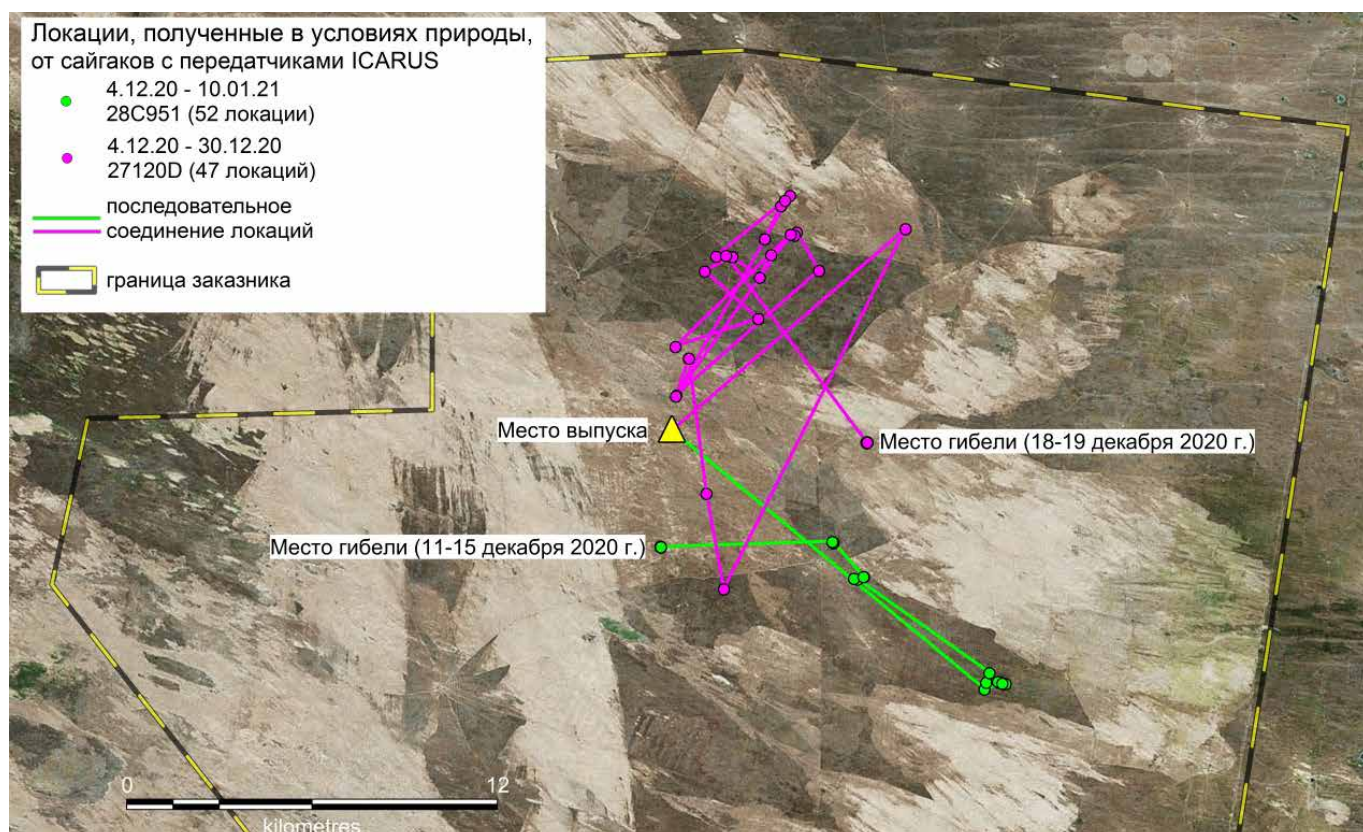 Локации, полученные в условиях природы,
от сайгаков с передатчиками ICARUS
4.12.20 - 10.01.21
28C951 (52 локации)
4.12.20 - 30.12.20
27120D (47 локаций)
последовательное
соединение локаций
граница заказника
Место выпуска
Место гибели (18-19 декабря 2020 г.)
Место гибели (11-15 декабря 2020 г.)
0 12
kilometres